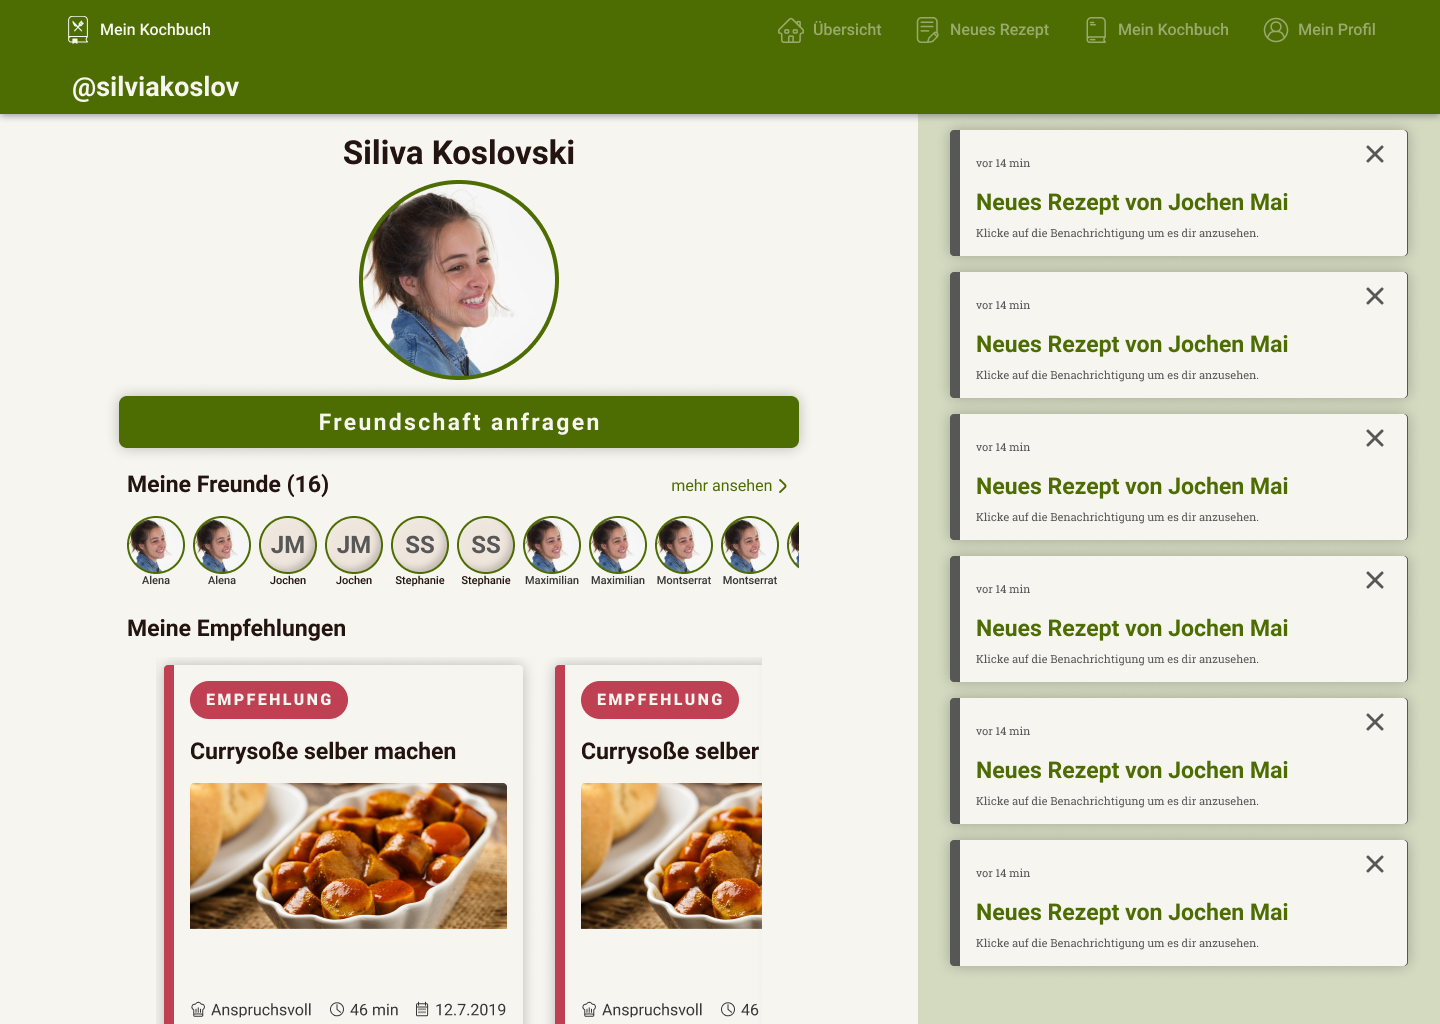 Mein Kochbuch
Übersicht
Neues Rezept
Mein Kochbuch
Mein Profil
@silviakoslov
Siliva Koslovski
Freundschaft anfragen
Meine Freunde (16)
mehr ansehen
Alena
Alena
JM
Jochen
JM
Jochen
SS
Stephanie
SS
Stephanie
Maximilian
Maximilian
Montserrat
Montserrat
Meine Empfehlungen
EMPFEHLUNG
Currysoße selber machen
Anspruchsvoll
46 min
12.7.2019
EMPFEHLUNG
Currysoße selber
Anspruchsvoll
46
vor 14 min
Neues Rezept von Jochen Mai
Klicke auf die Benachrichtigung um es dir anzusehen.
vor 14 min
Neues Rezept von Jochen Mai
Klicke auf die Benachrichtigung um es dir anzusehen.
vor 14 min
Neues Rezept von Jochen Mai
Klicke auf die Benachrichtigung um es dir anzusehen.
vor 14 min
Neues Rezept von Jochen Mai
Klicke auf die Benachrichtigung um es dir anzusehen.
vor 14 min
Neues Rezept von Jochen Mai
Klicke auf die Benachrichtigung um es dir anzusehen.
vor 14 min
Neues Rezept von Jochen Mai
Klicke auf die Benachrichtigung um es dir anzusehen.